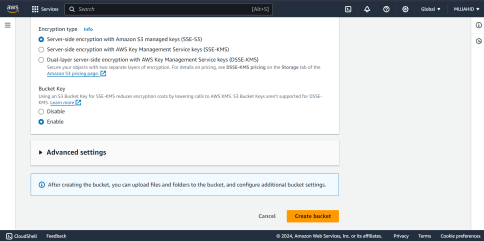 aws
Services
Search
[Alt+S]
Global
MUJAHID
Encryption type Info
Server-side encryption with Amazon S3 managed keys (SSE-S3)
Server-side encryption with AWS Key Management Service keys (SSE-KMS)
Dual-layer server-side encryption with AWS Key Management Service keys (DSSE-KMS)
Secure your objects with two separate layers of encryption. For details on pricing, see DSSE-KMS pricing on the Storage tab of the
Amazon S3 pricing page.
Bucket Key
Using an S3 Bucket Key for SSE-KMS reduces encryption costs by lowering calls to AWS KMS. S3 Bucket Keys aren't supported for DSSE-
KMS. Learn more
Disable
Enable
Advanced settings
After creating the bucket, you can upload files and folders to the bucket, and configure additional bucket settings.
Cancel
Create bucket
CloudShell
Feedback
© 2024, Amazon Web Services, Inc. or its affiliates.
Privacy
Terms
Cookie preferences